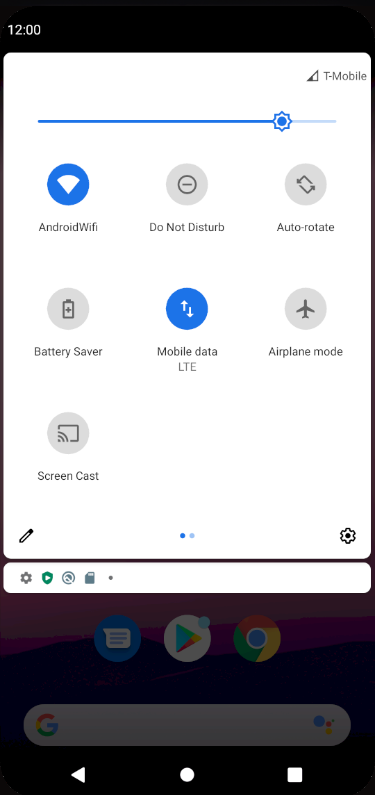 12:00
T-Mobile
AndroidWifi
Do Not Disturb
Auto-rotate
Battery Saver
Mobile data
LTE
Airplane mode
Screen Cast